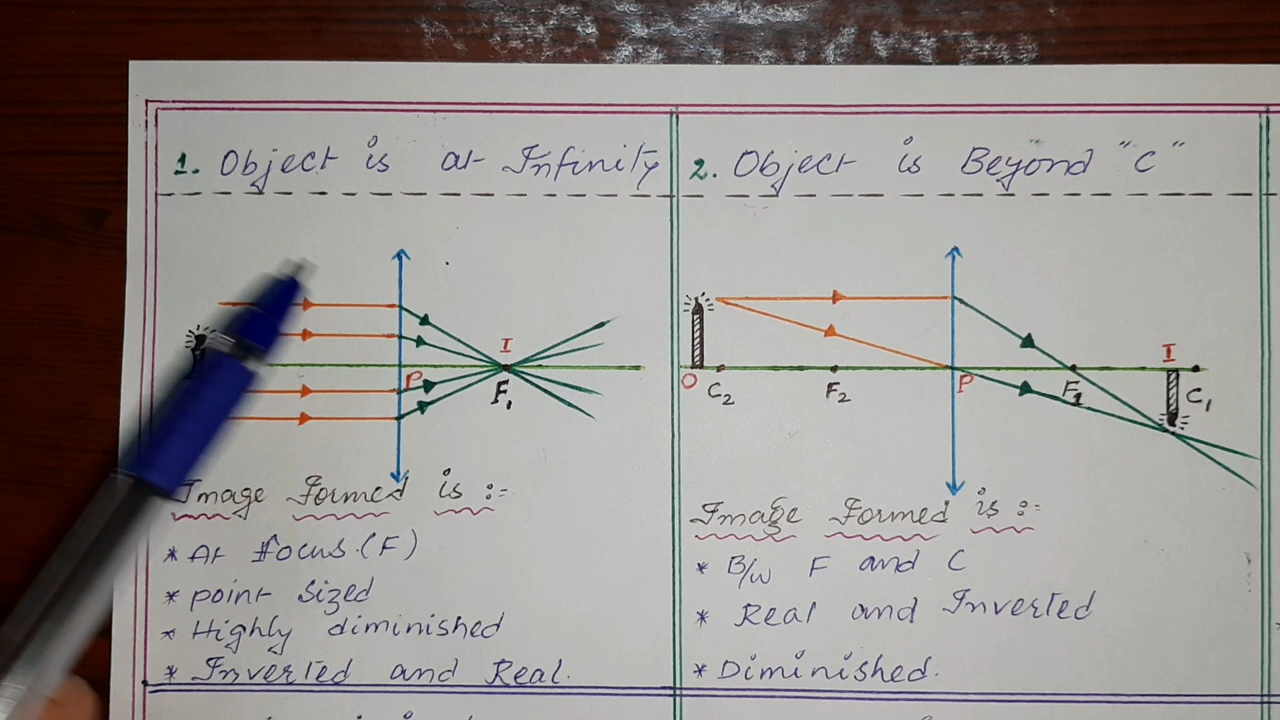 1. Object is at Infinity
P
I
F1
Image Formed is :-
* At focus.(F)
* point sized
* Highly diminished
* Inverted and Real.
2. Object is Beyond "C"
O
C2
F2
P
F1
I
C1
Image Formed is :-
* B/w F and C
* Real and Inverted
* Diminished.